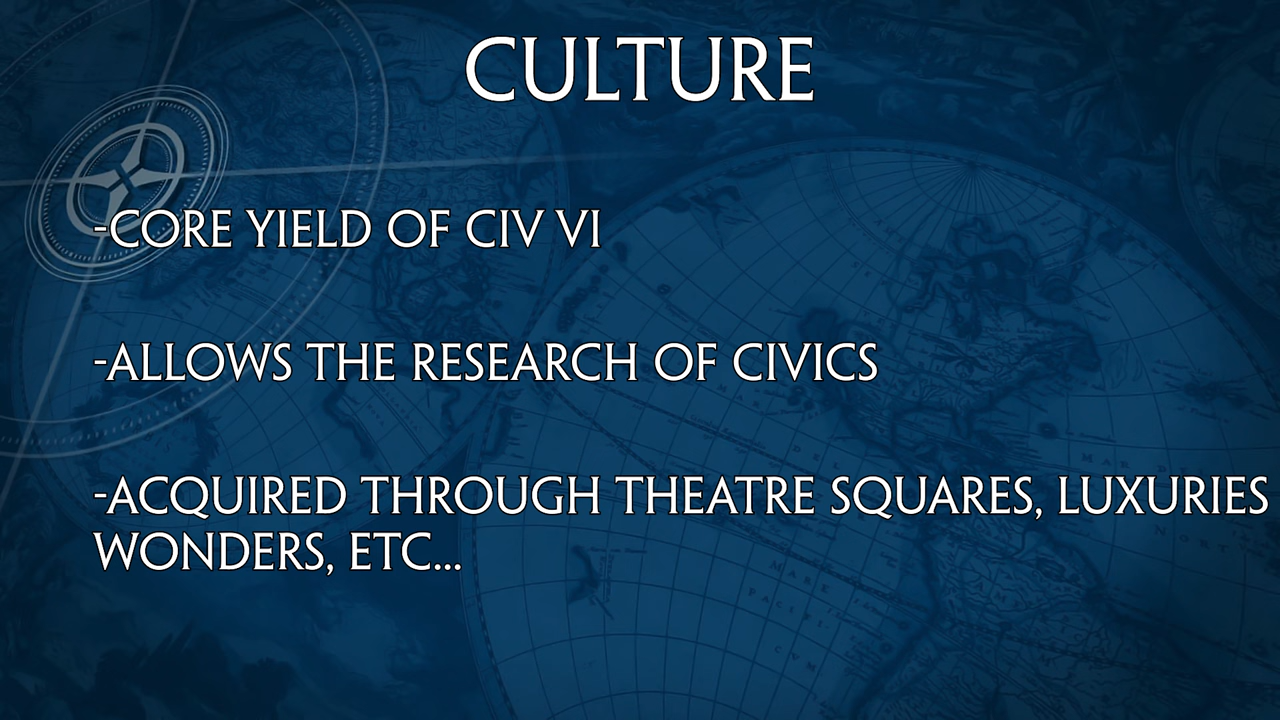 CULTURE
-CORE YIELD OF CIV VI
-ALLOWS THE RESEARCH OF CIVICS
-ACQUIRED THROUGH THEATRE SQUARES, LUXURIES
WONDERS, ETC...